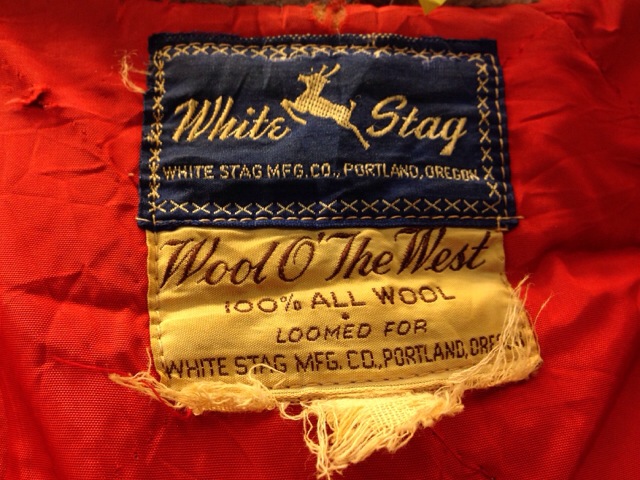 White Stag
WHITE STAG MFG. CO., PORTLAND, OREGON
Wool O' The West
100% ALL WOOL
LOOMED FOR
WHITE STAG MFG. CO., PORTLAND, OREGON